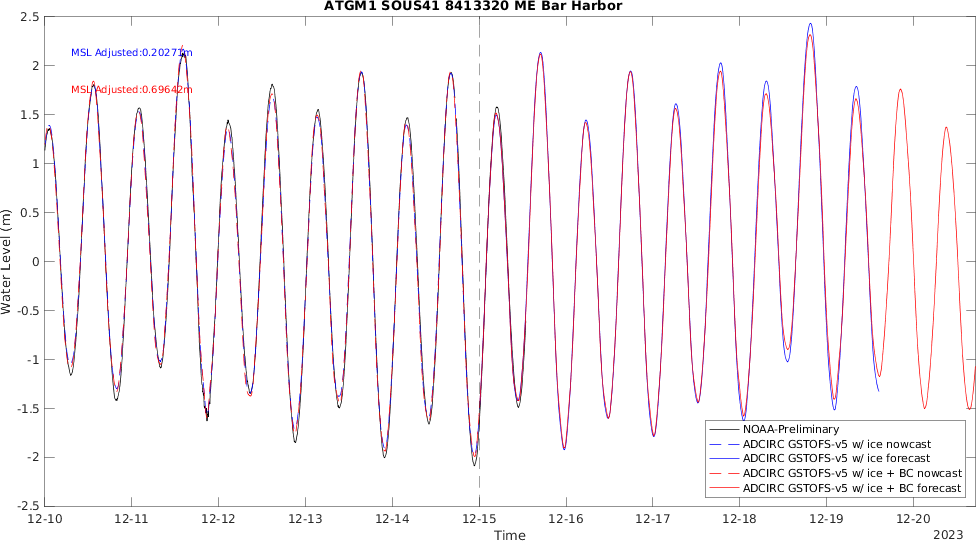 ATGM1 SOUS41 8413320 ME Bar Harbor
2.5
2
1.5
1
0.5
0
-0.5
-1
-1.5
-2
-2.5
Water Level (m)
MSL Adjusted:0.20271m
MSL Adjusted:0.69642m
NOAA-Preliminary
ADCIRC GSTOFS-v5 w/ ice nowcast
ADCIRC GSTOFS-v5 w/ ice forecast
ADCIRC GSTOFS-v5 w/ ice + BC nowcast
ADCIRC GSTOFS-v5 w/ ice + BC forecast
12-10 12-11 12-12 12-13 12-14 12-15 12-16 12-17 12-18 12-19 12-20
Time
2023